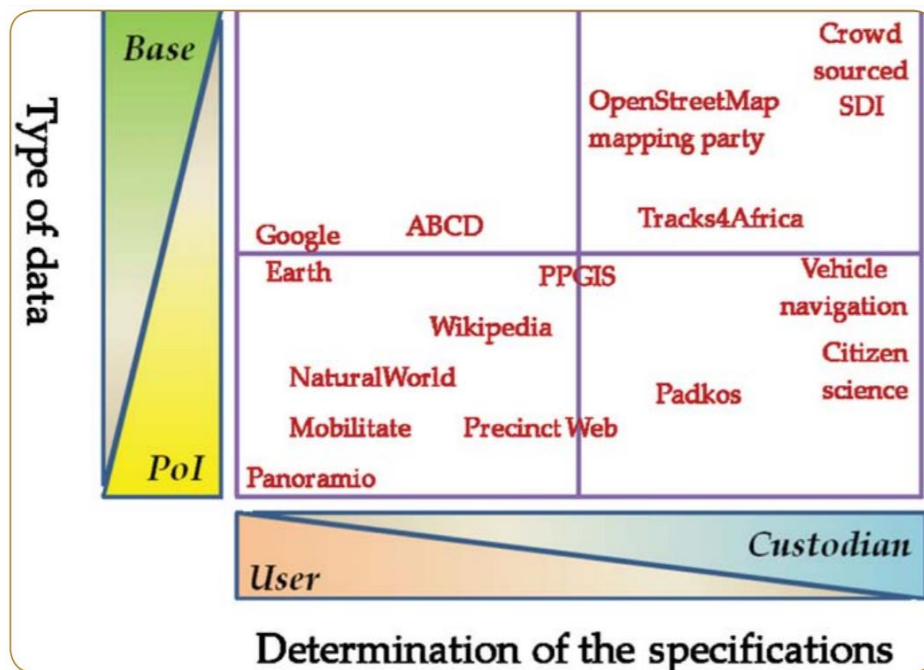 Type of data
Base
PoI
Crowd
sourced
SDI
OpenStreetMap
mapping party
Tracks4Africa
Google
Earth
ABCD
PPGIS
Vehicle
navigation
Wikipedia
Citizen
science
NaturalWorld
Padkos
Mobilitate
Precinct Web
Panoramio
Custodian
User
Determination of the specifications